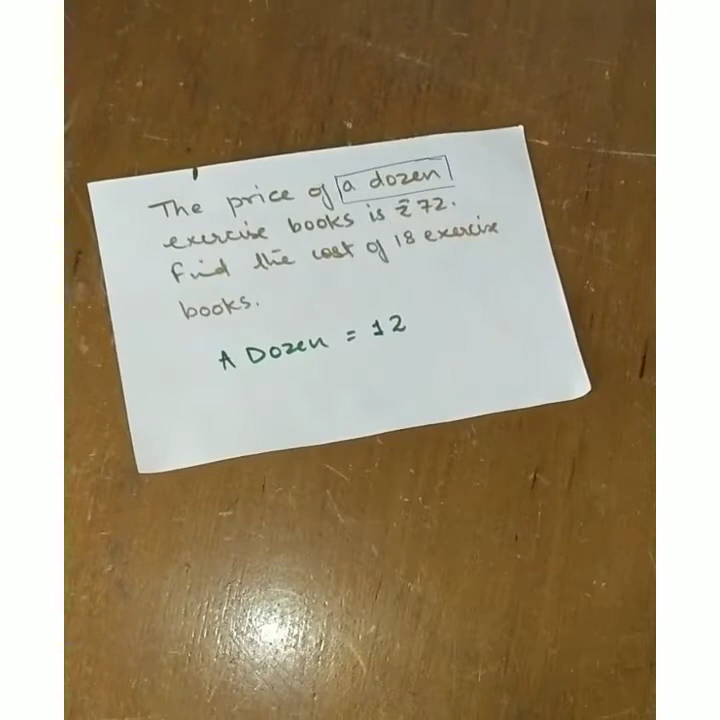 The price of a dozen
exercise books is ₹72.
Find the cost of 18 exercise
books.
A Dozen = 12